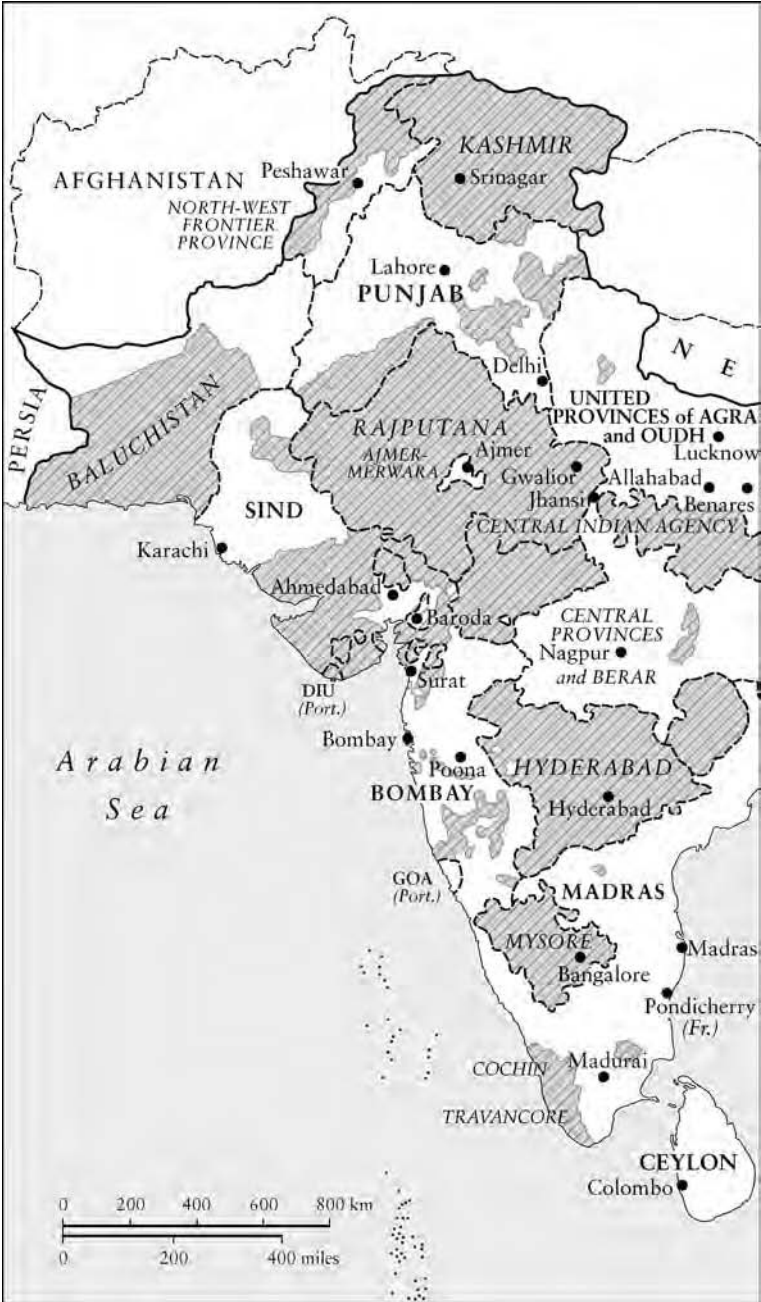 KASHMIR
Peshawar
AFGHANISTAN
Srinagar
NORTH-WEST
FRONTIER
PROVINCE
Lahore
PUNJAB
N E
Delhi
PERSIA
BALUCHISTAN
UNITED
PROVINCES of AGRA
and OUDH
RAJPUTANA
Lucknow
AJMER-
MERWARA
Ajmer
Gwalior
Allahabad
Jhansi
Benares
SIND
CENTRAL INDIAN AGENCY
Karachi
Ahmedabad
Baroda
CENTRAL
PROVINCES
Nagpur
and BERAR
Surat
DIU
(Port.)
Bombay
Arabian
Sea
Poona
HYDERABAD
BOMBAY
Hyderabad
GOA
(Port.)
MADRAS
MYSORE
Madras
Bangalore
Pondicherry
(Fr.)
COCHIN
Madurai
TRAVANCORE
CEYLON
Colombo
0 200 400 600 800 km
0 200 400 miles